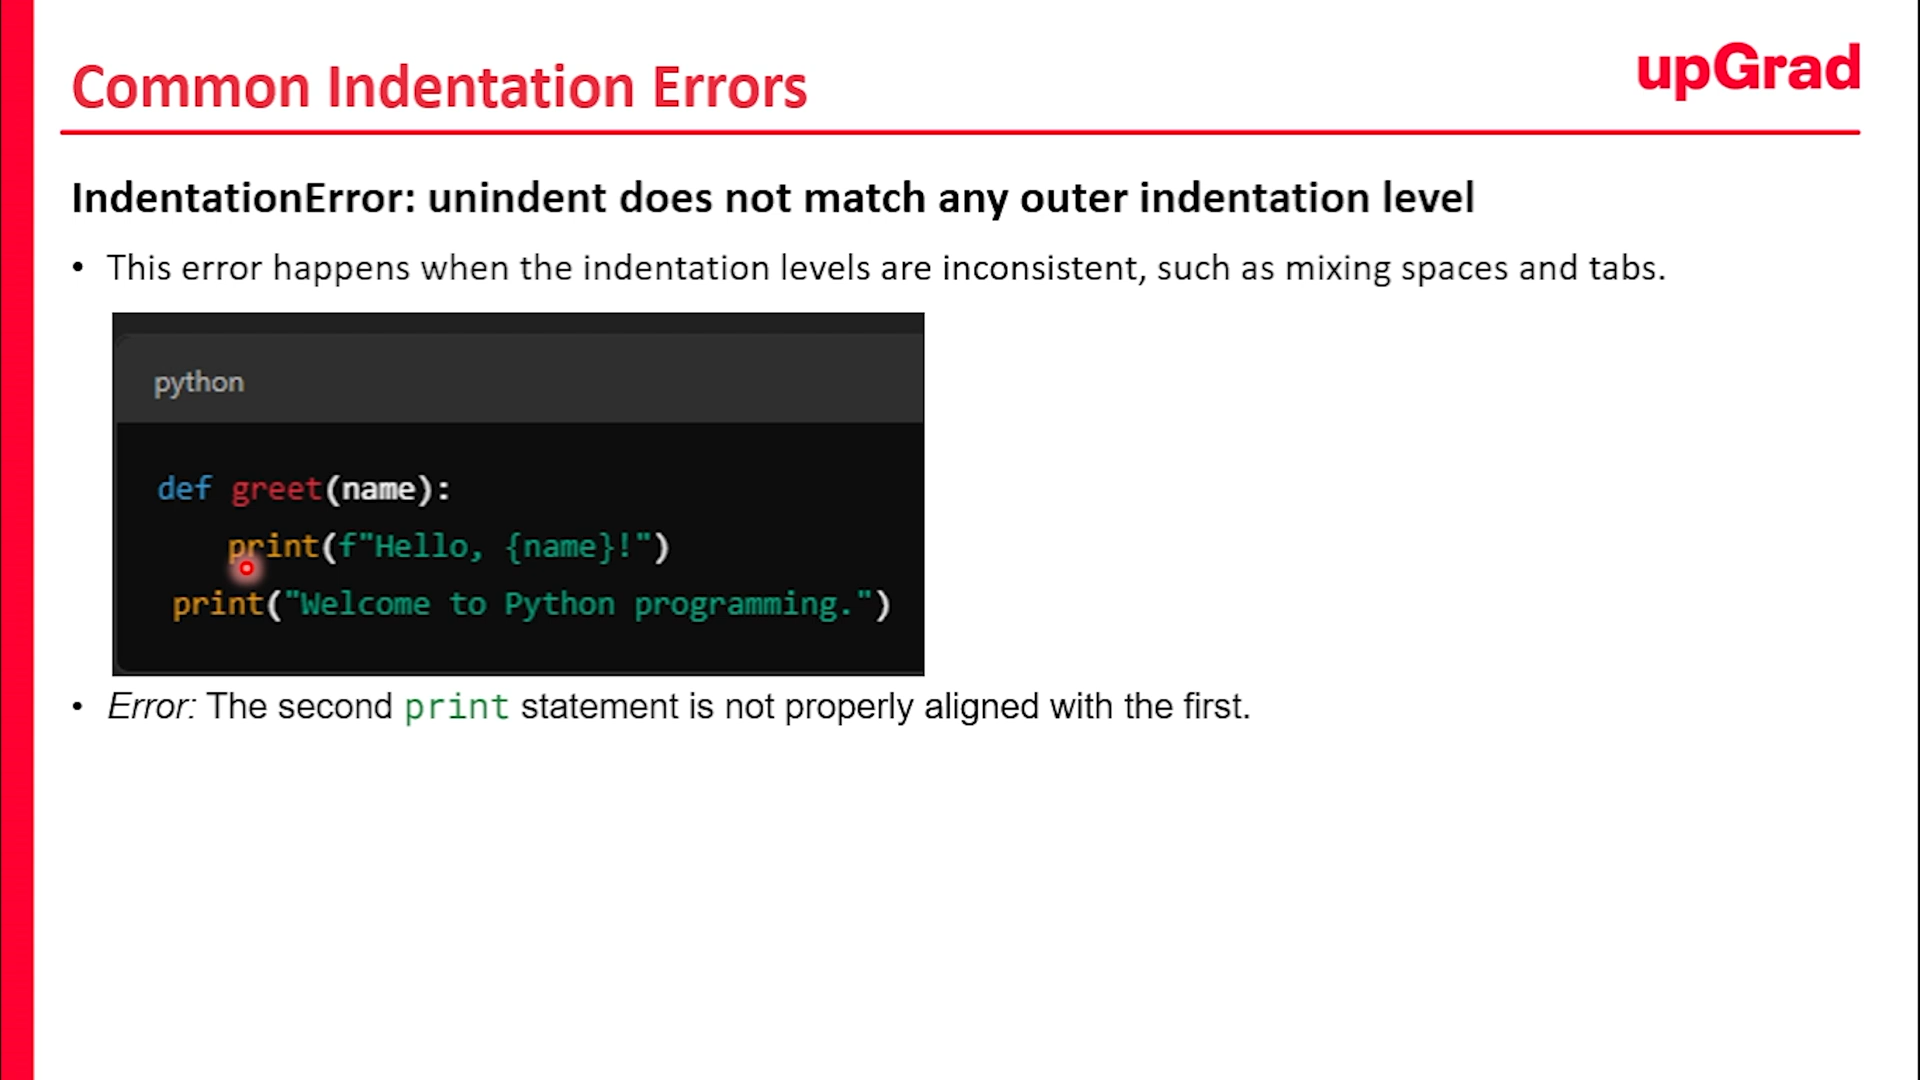 Common Indentation Errors
upGrad
IndentationError: unindent does not match any outer indentation level
• This error happens when the indentation levels are inconsistent, such as mixing spaces and tabs.
python
def greet(name):
    print(f"Hello, {name}!")
 print("Welcome to Python programming.")
• Error: The second print statement is not properly aligned with the first.